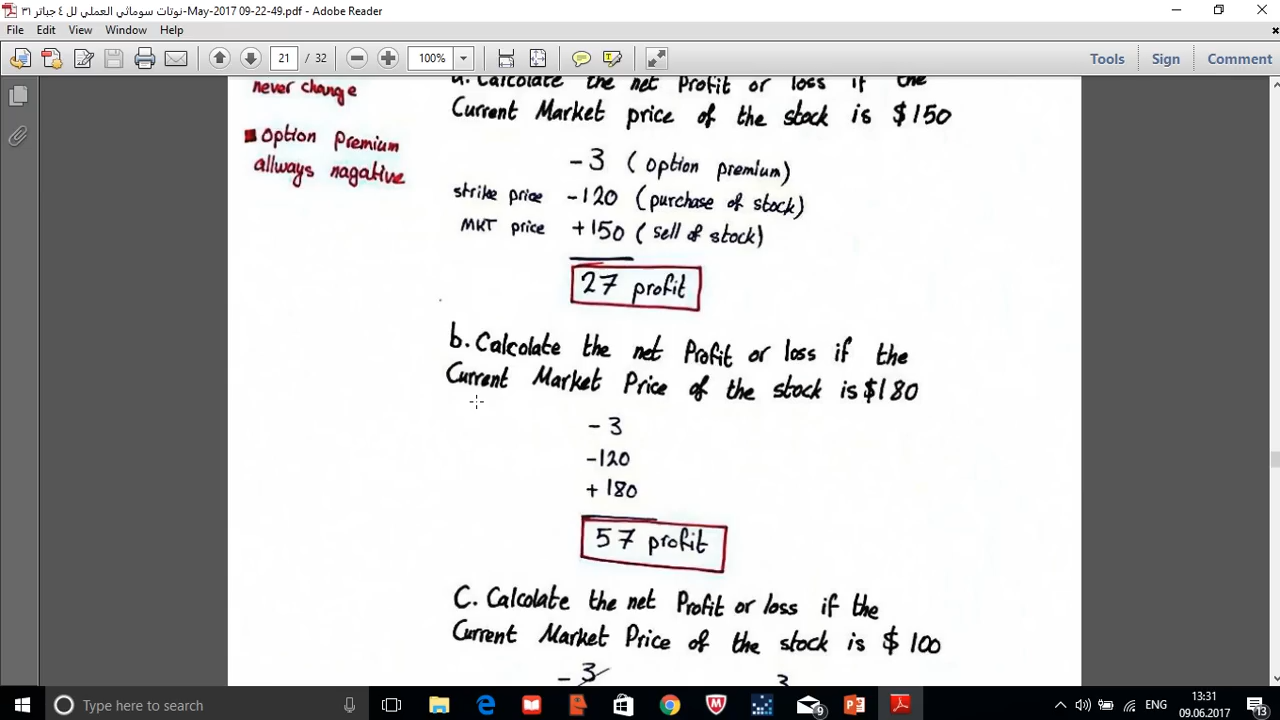 نوتات سوماثي العملي لل ٤ جباتر ٣١-May-2017 09-22-49.pdf - Adobe Reader
File Edit View Window Help
21 / 32 100% Tools Sign Comment
never change
■ option Premium
allways nagative
a. Calculate the net Profit or loss if the
Current Market price of the stock is $150
-3 (option premium)
strike price -120 (purchase of stock)
MKT price +150 (sell of stock)
27 profit
b. Calculate the net Profit or loss if the
Current Market Price of the stock is $180
- 3
-120
+ 180
57 profit
C. Calculate the net Profit or loss if the
Current Market Price of the stock is $ 100
- 3 3
Type here to search
9
ENG
13:31
09.06.2017
13